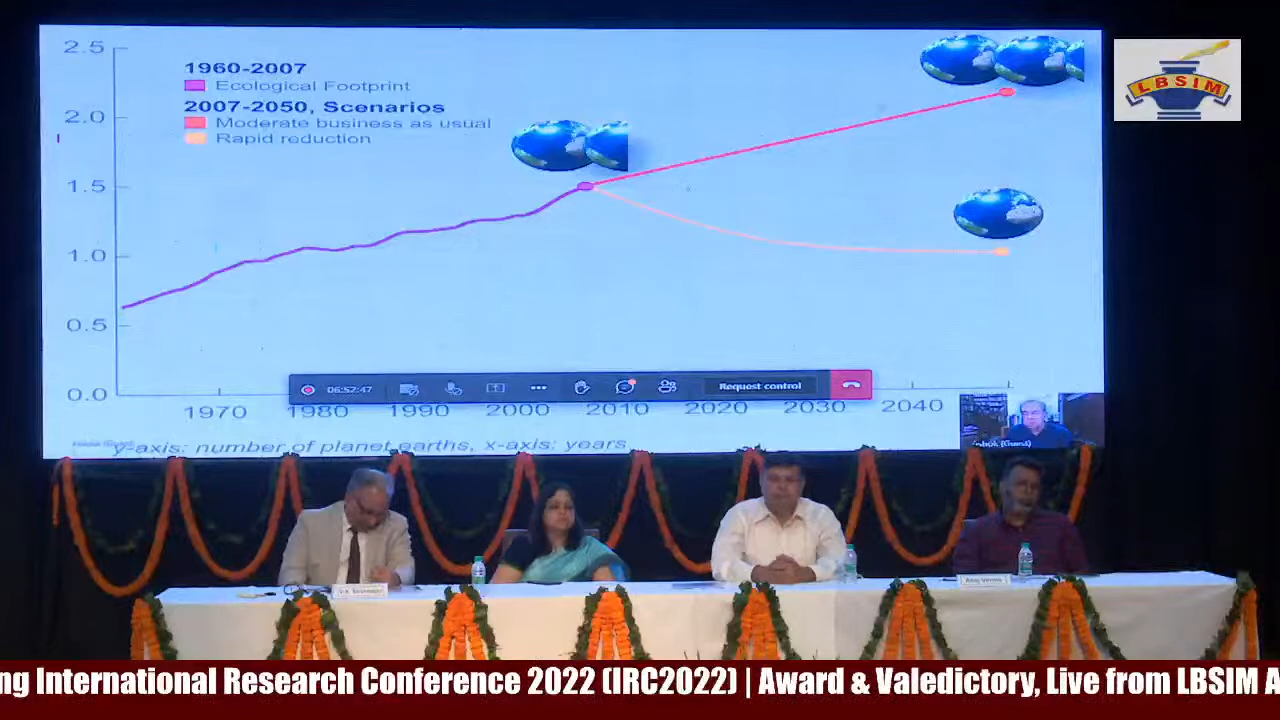 2.5
2.0
1.5
1.0
0.5
0.0
1960-2007
Ecological Footprint
2007-2050, Scenarios
Moderate business as usual
Rapid reduction
LBSIM
06:52:47
Request control
1970 1980 1990 2000 2010 2020 2030 2040
y-axis: number of planet earths, x-axis: years
ng International Research Conference 2022 (IRC2022) | Award & Valedictory, Live from LBSIM A